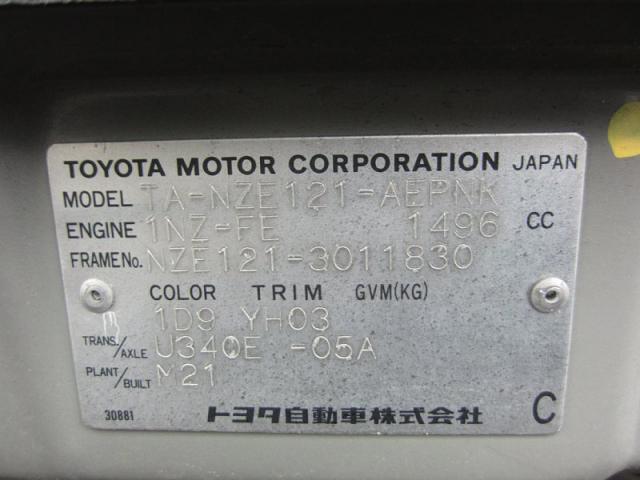 TOYOTA MOTOR CORPORATION JAPAN
MODEL TA-NZE121-AEPNK
ENGINE 1NZ-FE 1496 CC
FRAME No. NZE121-3011830
COLOR TRIM GVM(KG)
1D9 YH03
TRANS./AXLE U340E -05A
PLANT/BUILT M21
30881 トヨタ自動車株式会社 C